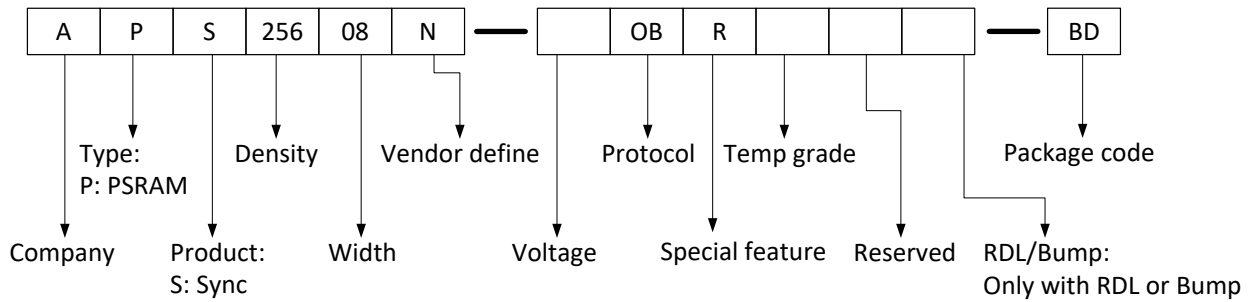 A P S 256 08 N — OB R — BD
Type: Density Vendor define Protocol Temp grade Package code
P: PSRAM
Company Product: Width Voltage Special feature Reserved RDL/Bump:
S: Sync Only with RDL or Bump